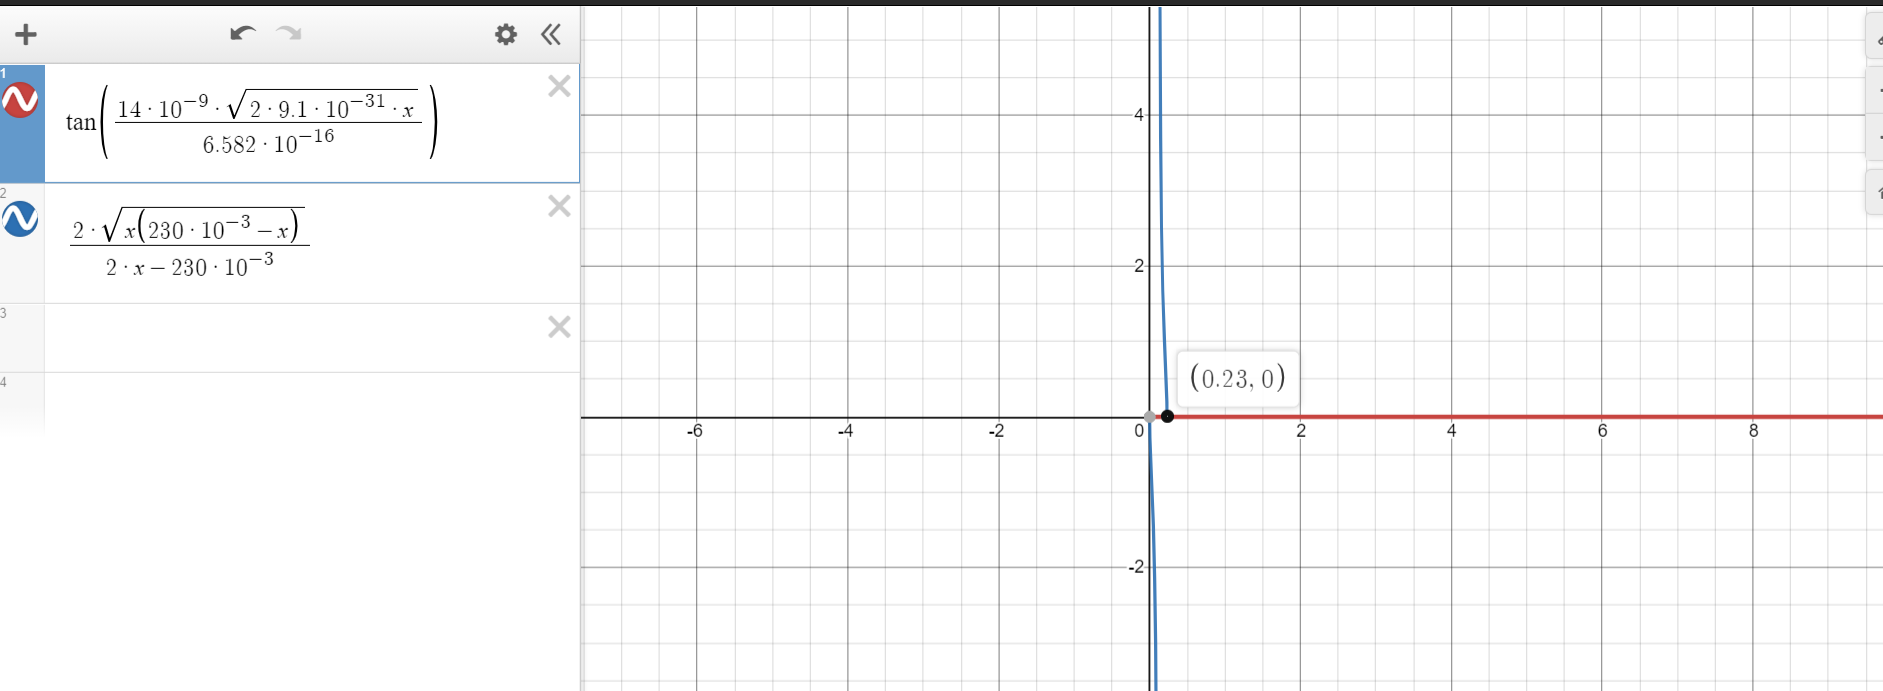 1
tan(14·10⁻⁹·√(2·9.1·10⁻³¹·x) / 6.582·10⁻¹⁶)
2
2·√(x(230·10⁻³−x)) / 2·x−230·10⁻³
3
4
4
2
(0.23, 0)
-6 -4 -2 0 2 4 6 8
-2